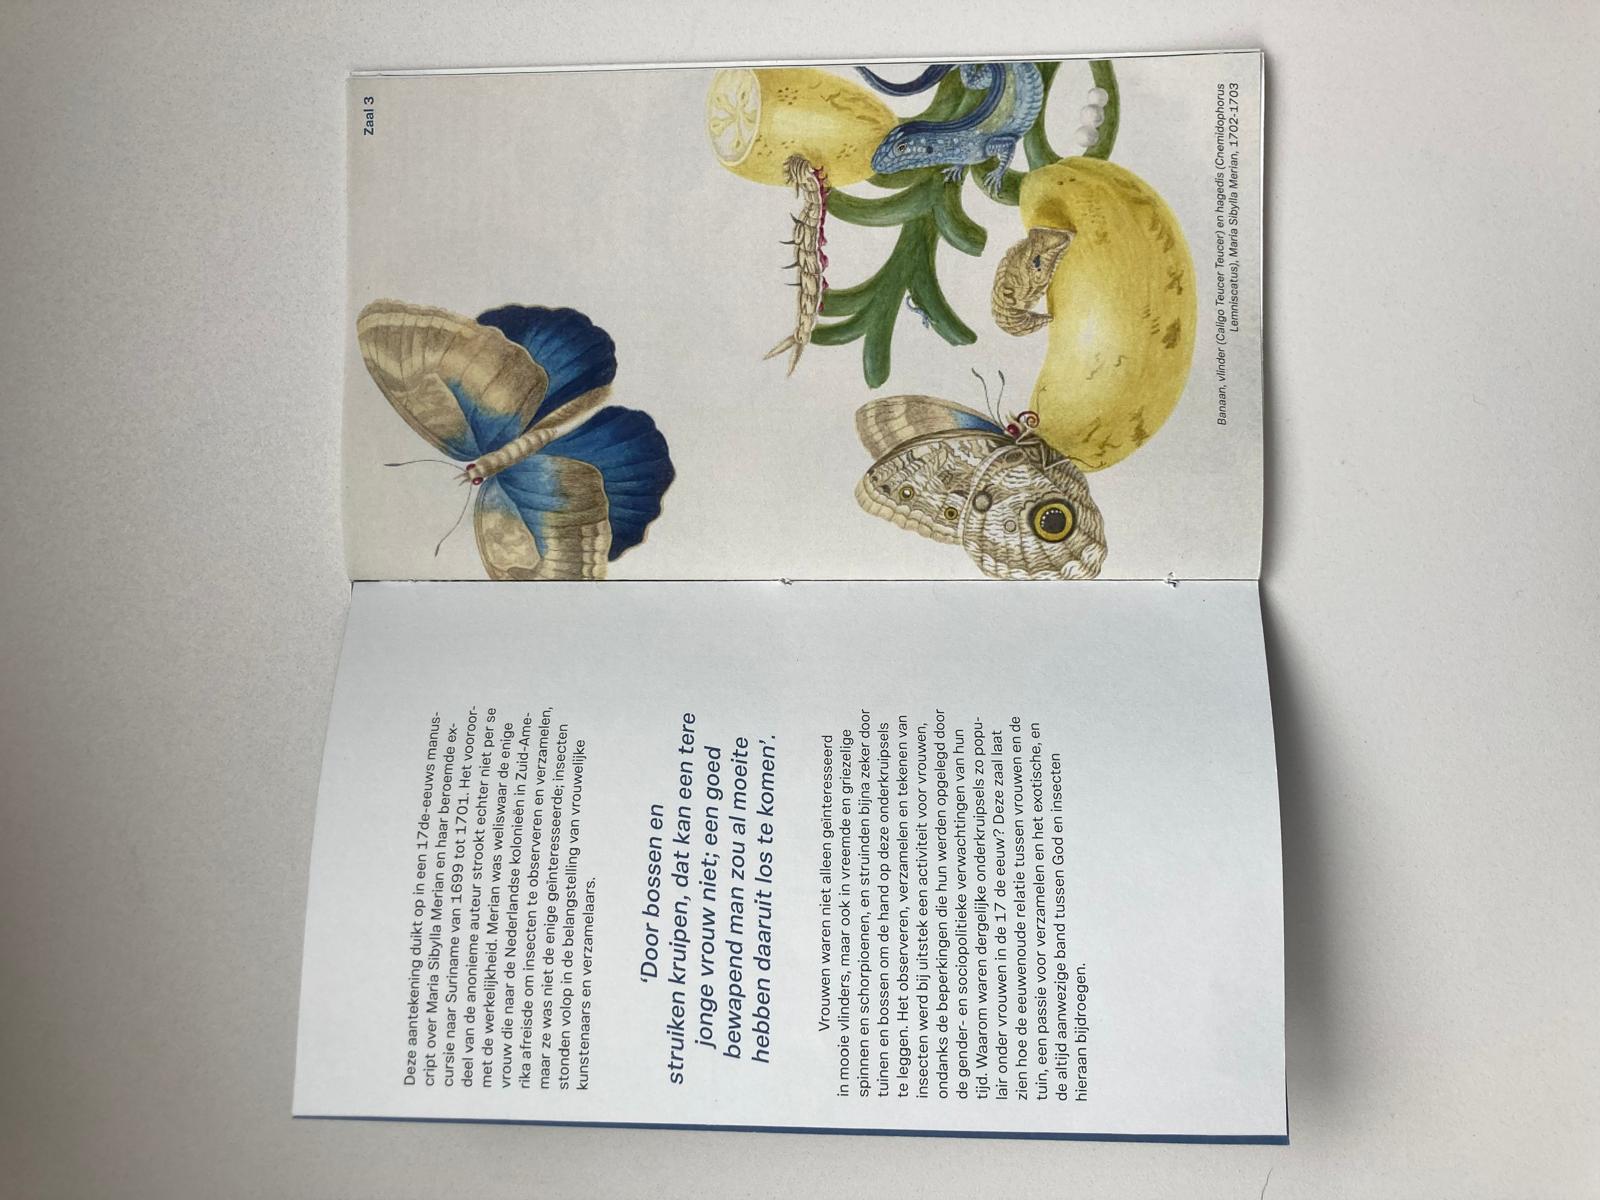 Deze aantekening duikt op in een 17de-eeuws manus-
cript over Maria Sibylla Merian en haar beroemde ex-
cursie naar Suriname van 1699 tot 1701. Het vooroor-
deel van de anonieme auteur strookt echter niet per se
met de werkelijkheid. Merian was weliswaar de enige
vrouw die naar de Nederlandse kolonieën in Zuid-Ame-
rika afreisde om insecten te observeren en verzamelen,
maar ze was niet de enige geïnteresseerde; insecten
stonden volop in de belangstelling van vrouwelijke
kunstenaars en verzamelaars.
‘Door bossen en
struiken kruipen, dat kan een tere
jonge vrouw niet; een goed
bewapend man zou al moeite
hebben daaruit los te komen’.
Vrouwen waren niet alleen geïnteresseerd
in mooie vlinders, maar ook in vreemde en griezelige
spinnen en schorpioenen, en struinden bijna zeker door
tuinen en bossen om de hand op deze onderkruipsels
te leggen. Het observeren, verzamelen en tekenen van
insecten werd bij uitstek een activiteit voor vrouwen,
ondanks de beperkingen die hun werden opgelegd door
de gender- en sociopolitieke verwachtingen van hun
tijd. Waarom waren dergelijke onderkruipsels zo popu-
lair onder vrouwen in de 17 de eeuw? Deze zaal laat
zien hoe de eeuwenoude relatie tussen vrouwen en de
tuin, een passie voor verzamelen en het exotische, en
de altijd aanwezige band tussen God en insecten
hieraan bijdroegen.
Zaal 3
Banaan, vlinder (Caligo Teucer Teucer) en hagedis (Cnemidophorus
Lemniscatus), Maria Sibylla Merian, 1702-1703